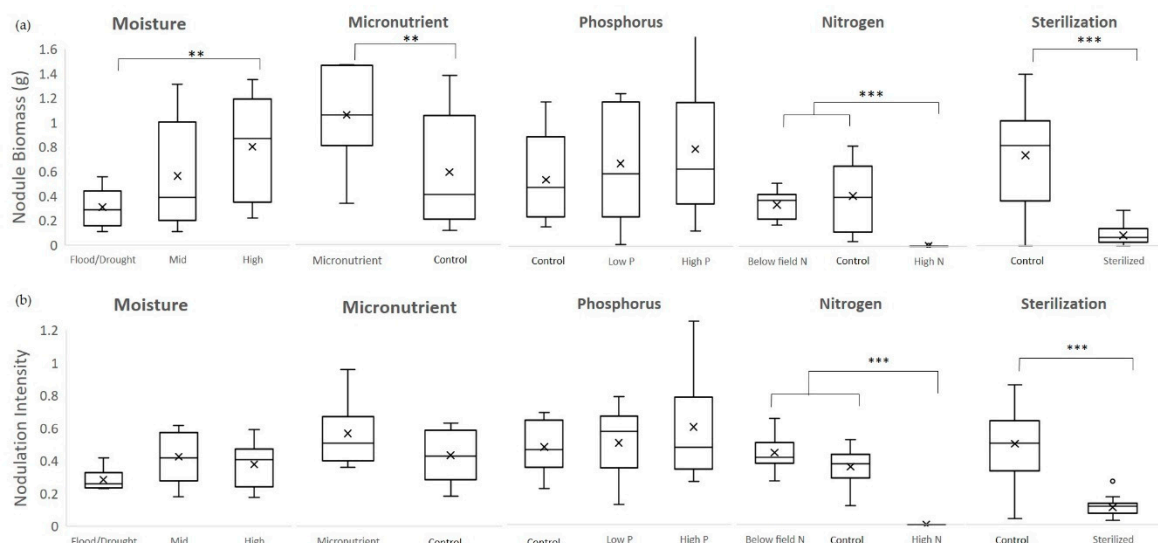 (a)
Moisture Micronutrient Phosphorus Nitrogen Sterilization
** ** *** ***
Nodule Biomass (g)
1.6
1.4
1.2
1
0.8
0.6
0.4
0.2
0
Flood/Drought Mid High Micronutrient Control Control Low P High P Below field N Control High N Control Sterilized
(b)
Moisture Micronutrient Phosphorus Nitrogen Sterilization
*** ***
Nodulation Intensity
1.2
1
0.8
0.6
0.4
0.2
0
Flood/Drought Mid High Micronutrient Control Control Low P High P Below field N Control High N Control Sterilized